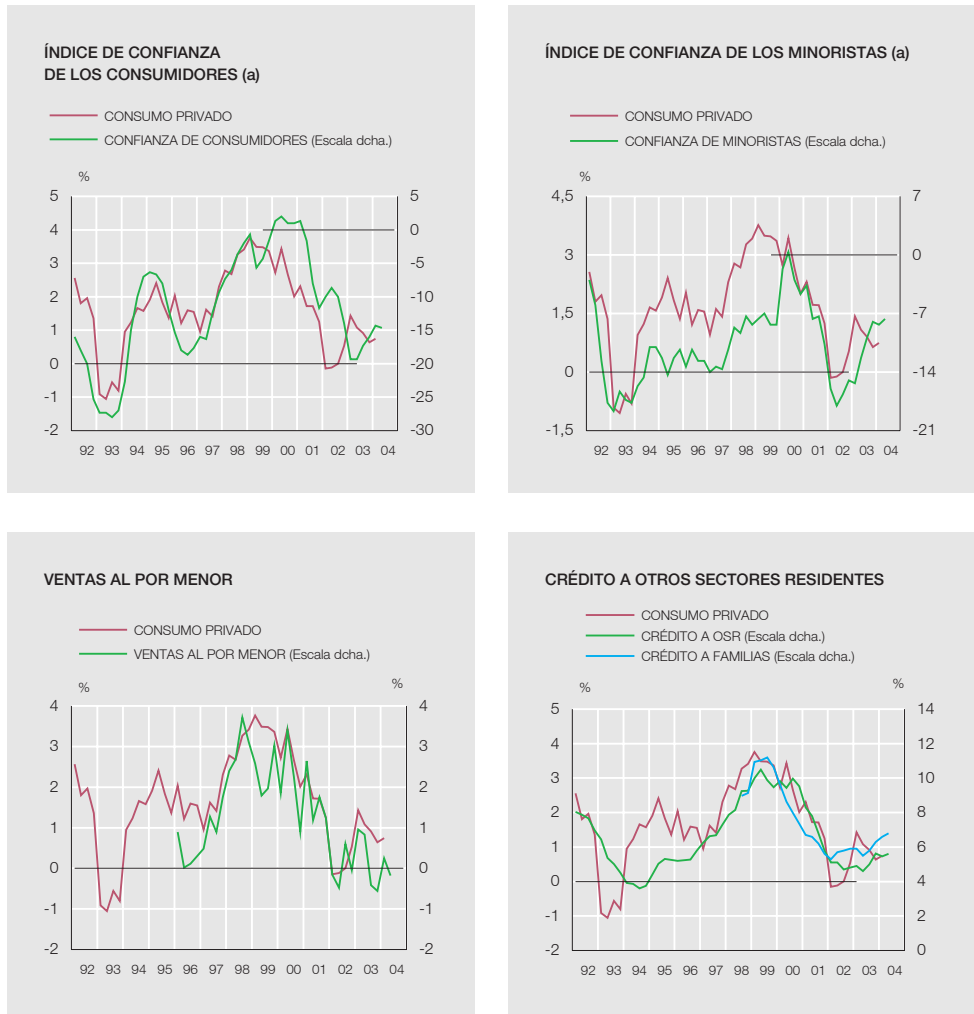 ÍNDICE DE CONFIANZA
DE LOS CONSUMIDORES (a)
CONSUMO PRIVADO
CONFIANZA DE CONSUMIDORES (Escala dcha.)
%
5 5
4 0
3 -5
2 -10
1 -15
0 -20
-1 -25
-2 -30
92 93 94 95 96 97 98 99 00 01 02 03 04
ÍNDICE DE CONFIANZA DE LOS MINORISTAS (a)
CONSUMO PRIVADO
CONFIANZA DE MINORISTAS (Escala dcha.)
%
4,5 7
3 0
1,5 -7
0 -14
-1,5 -21
92 93 94 95 96 97 98 99 00 01 02 03 04
VENTAS AL POR MENOR
CONSUMO PRIVADO
VENTAS AL POR MENOR (Escala dcha.)
% %
4 4
3 3
2 2
1 1
0 0
-1 -1
-2 -2
92 93 94 95 96 97 98 99 00 01 02 03 04
CRÉDITO A OTROS SECTORES RESIDENTES
CONSUMO PRIVADO
CRÉDITO A OSR (Escala dcha.)
CRÉDITO A FAMILIAS (Escala dcha.)
% %
5 14
4 12
3 10
2 8
1 6
0 4
-1 2
-2 0
92 93 94 95 96 97 98 99 00 01 02 03 04